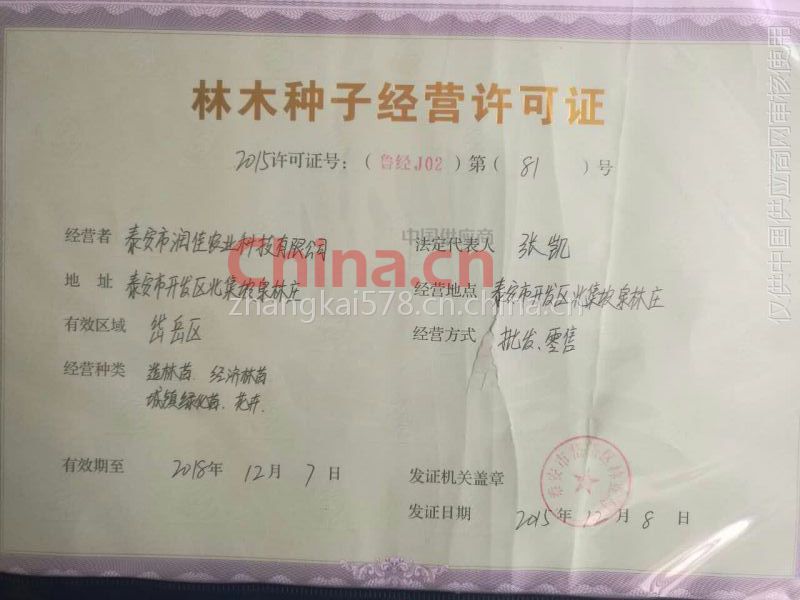 林木种子经营许可证
2015许可证号：（鲁经J02）第（81）号
经营者 泰安市润佳农业科技有限公司
法定代表人 张凯
地址 泰安市开发区北集坡泉林庄
经营地点 泰安市开发区北集坡泉林庄
有效区域 岱岳区
经营方式 批发、零售
经营种类 造林苗、经济林苗
城镇绿化苗、花卉.
有效期至 2018年12月7日
发证机关盖章
发证日期 2015年12月8日
中国供应商
China.cn
zhangkai578.cn.china.cn
仅供中国供应商网审核使用